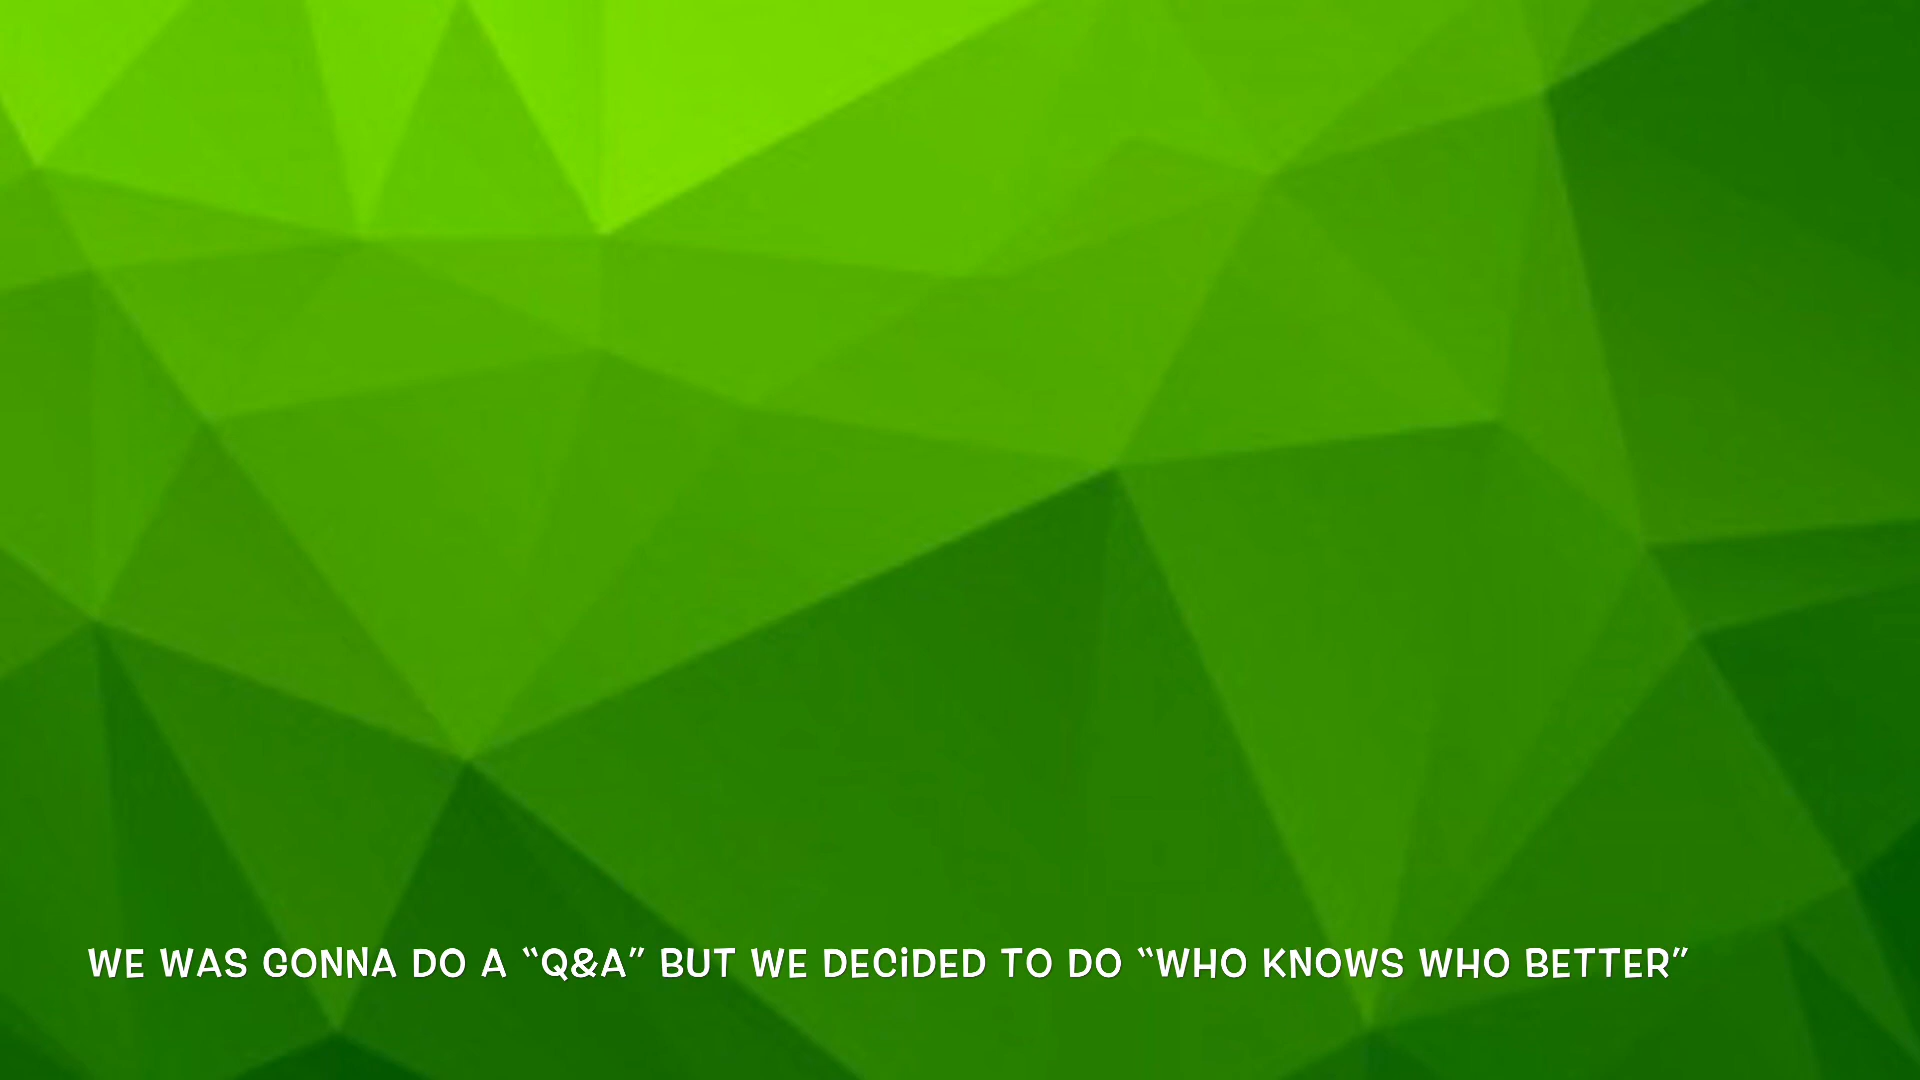 WE WAS GONNA DO A “Q&A” BUT WE DECiDED TO DO “WHO KNOWS WHO BETTER”